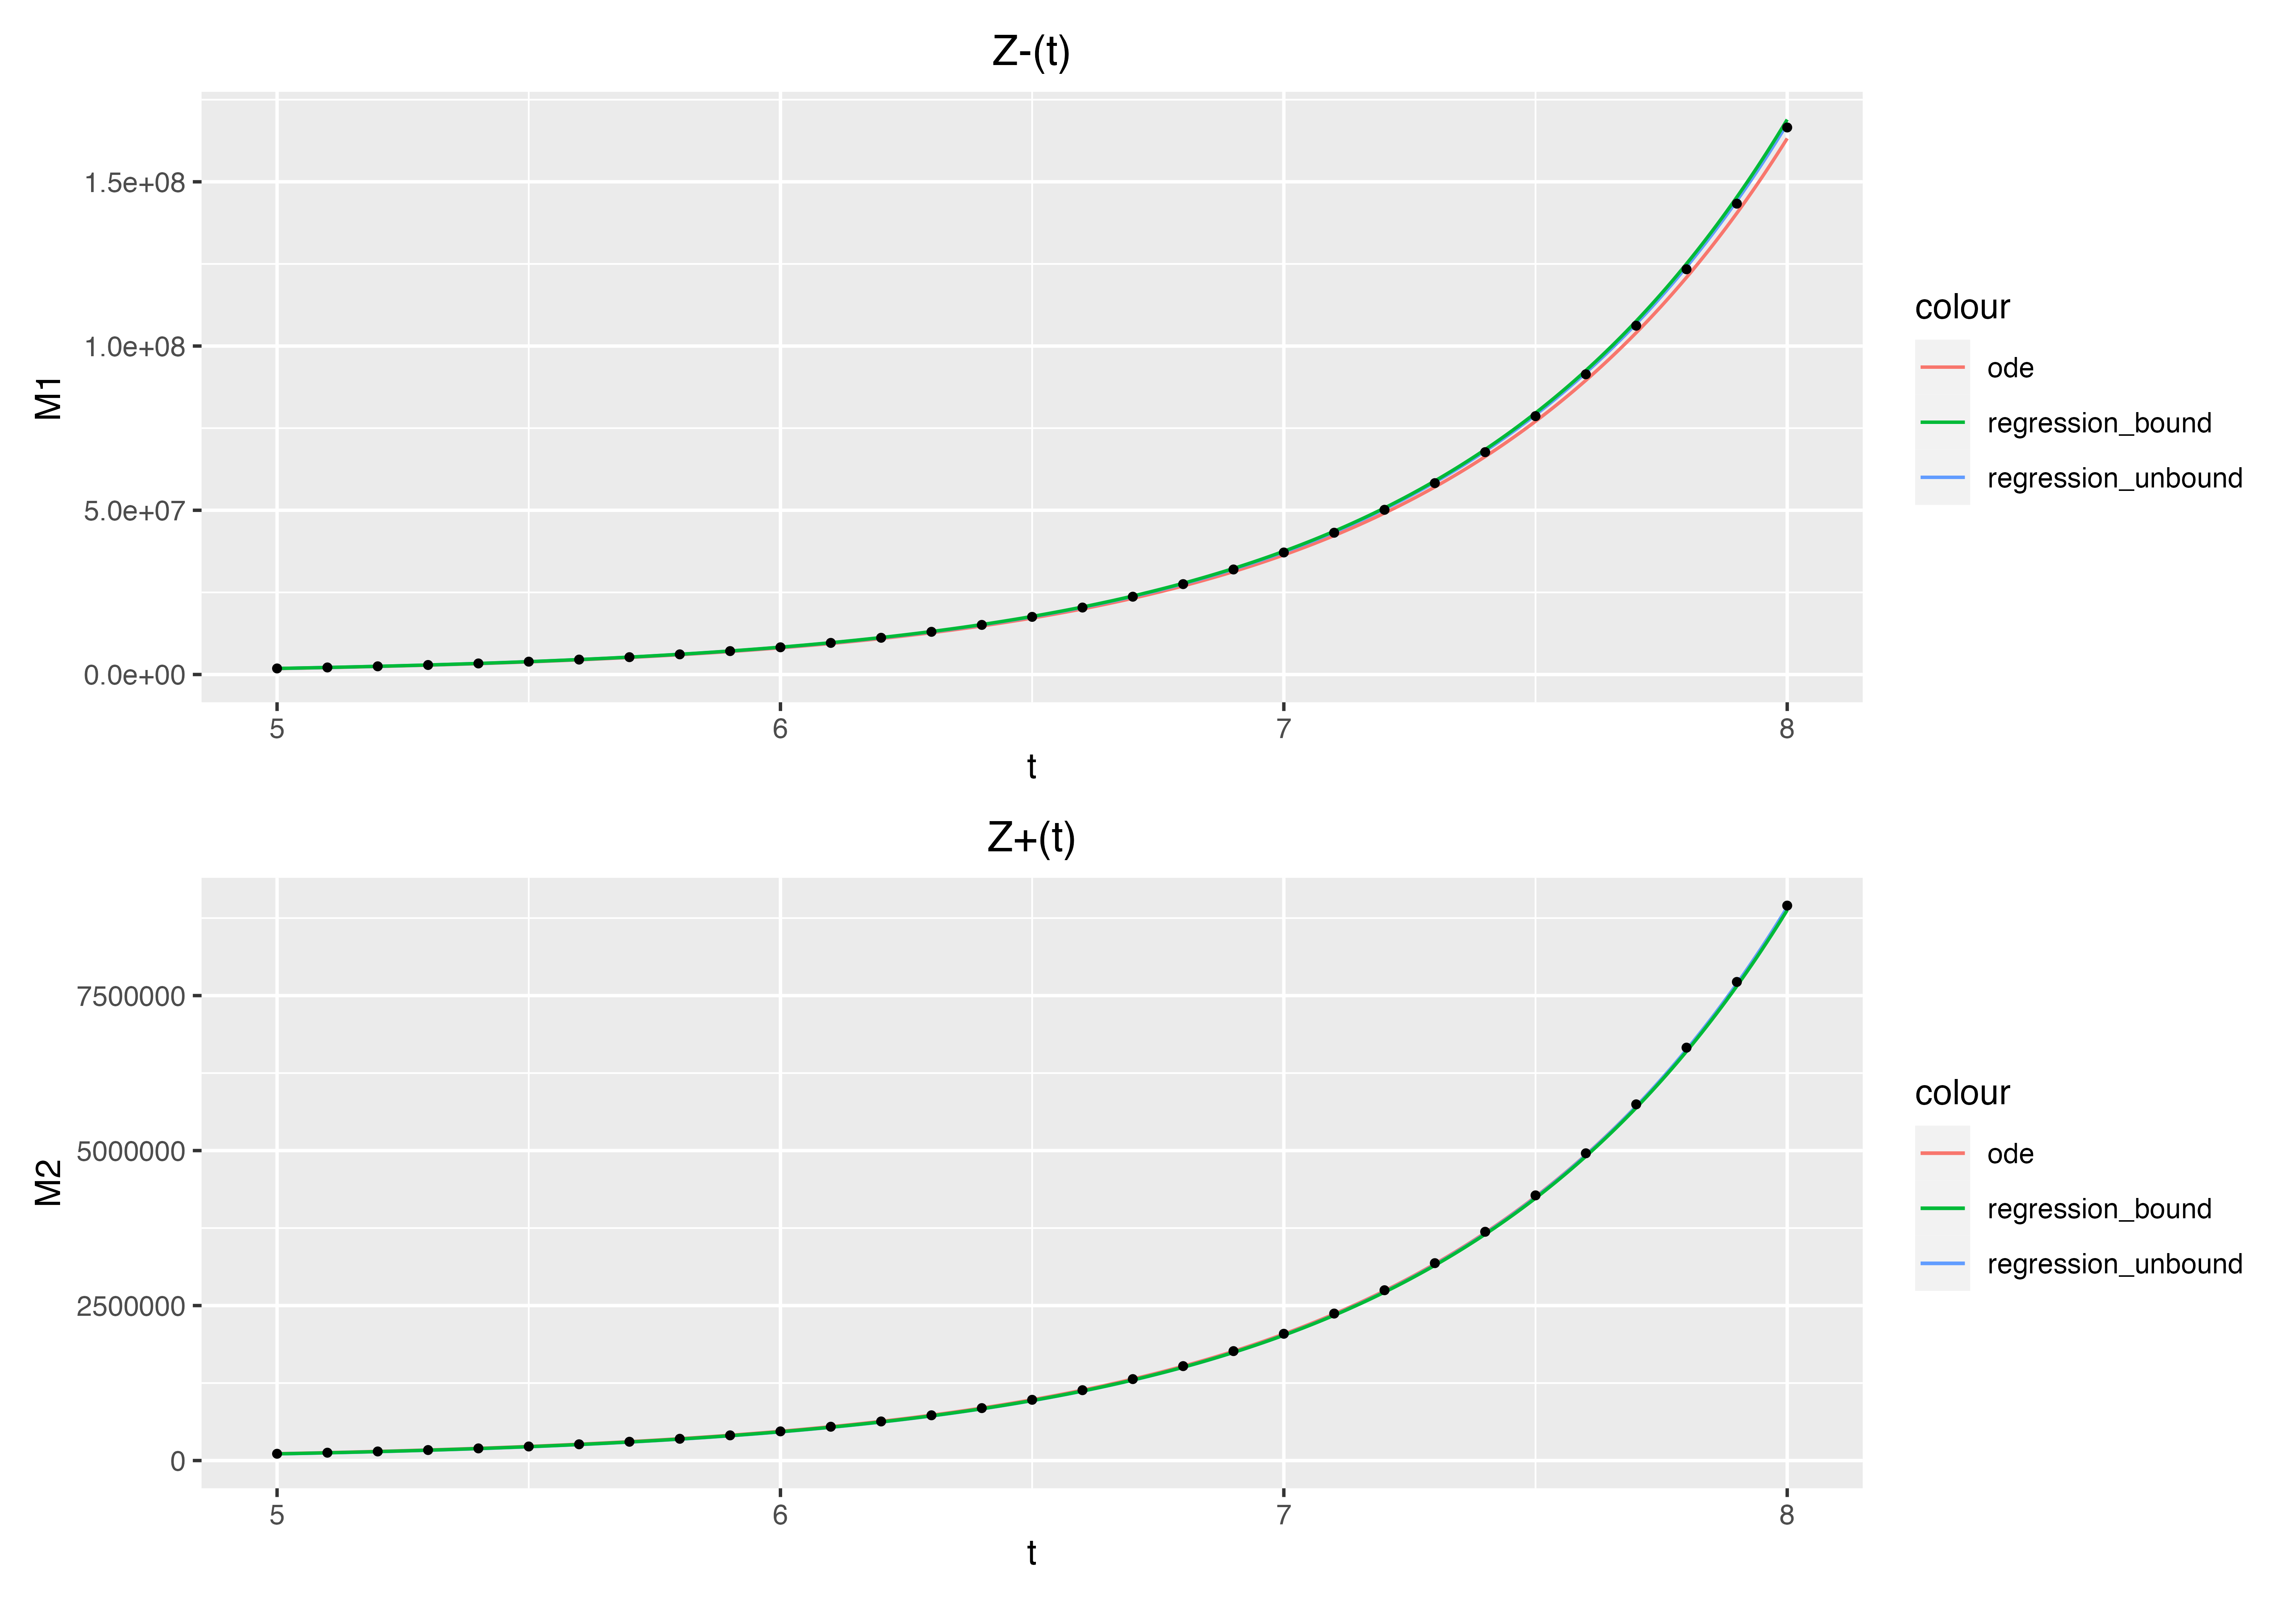 Z-(t)
M1
1.5e+08
1.0e+08
5.0e+07
0.0e+00
5 6 7 8
t
colour
ode
regression_bound
regression_unbound
Z+(t)
M2
7500000
5000000
2500000
0
5 6 7 8
t
colour
ode
regression_bound
regression_unbound